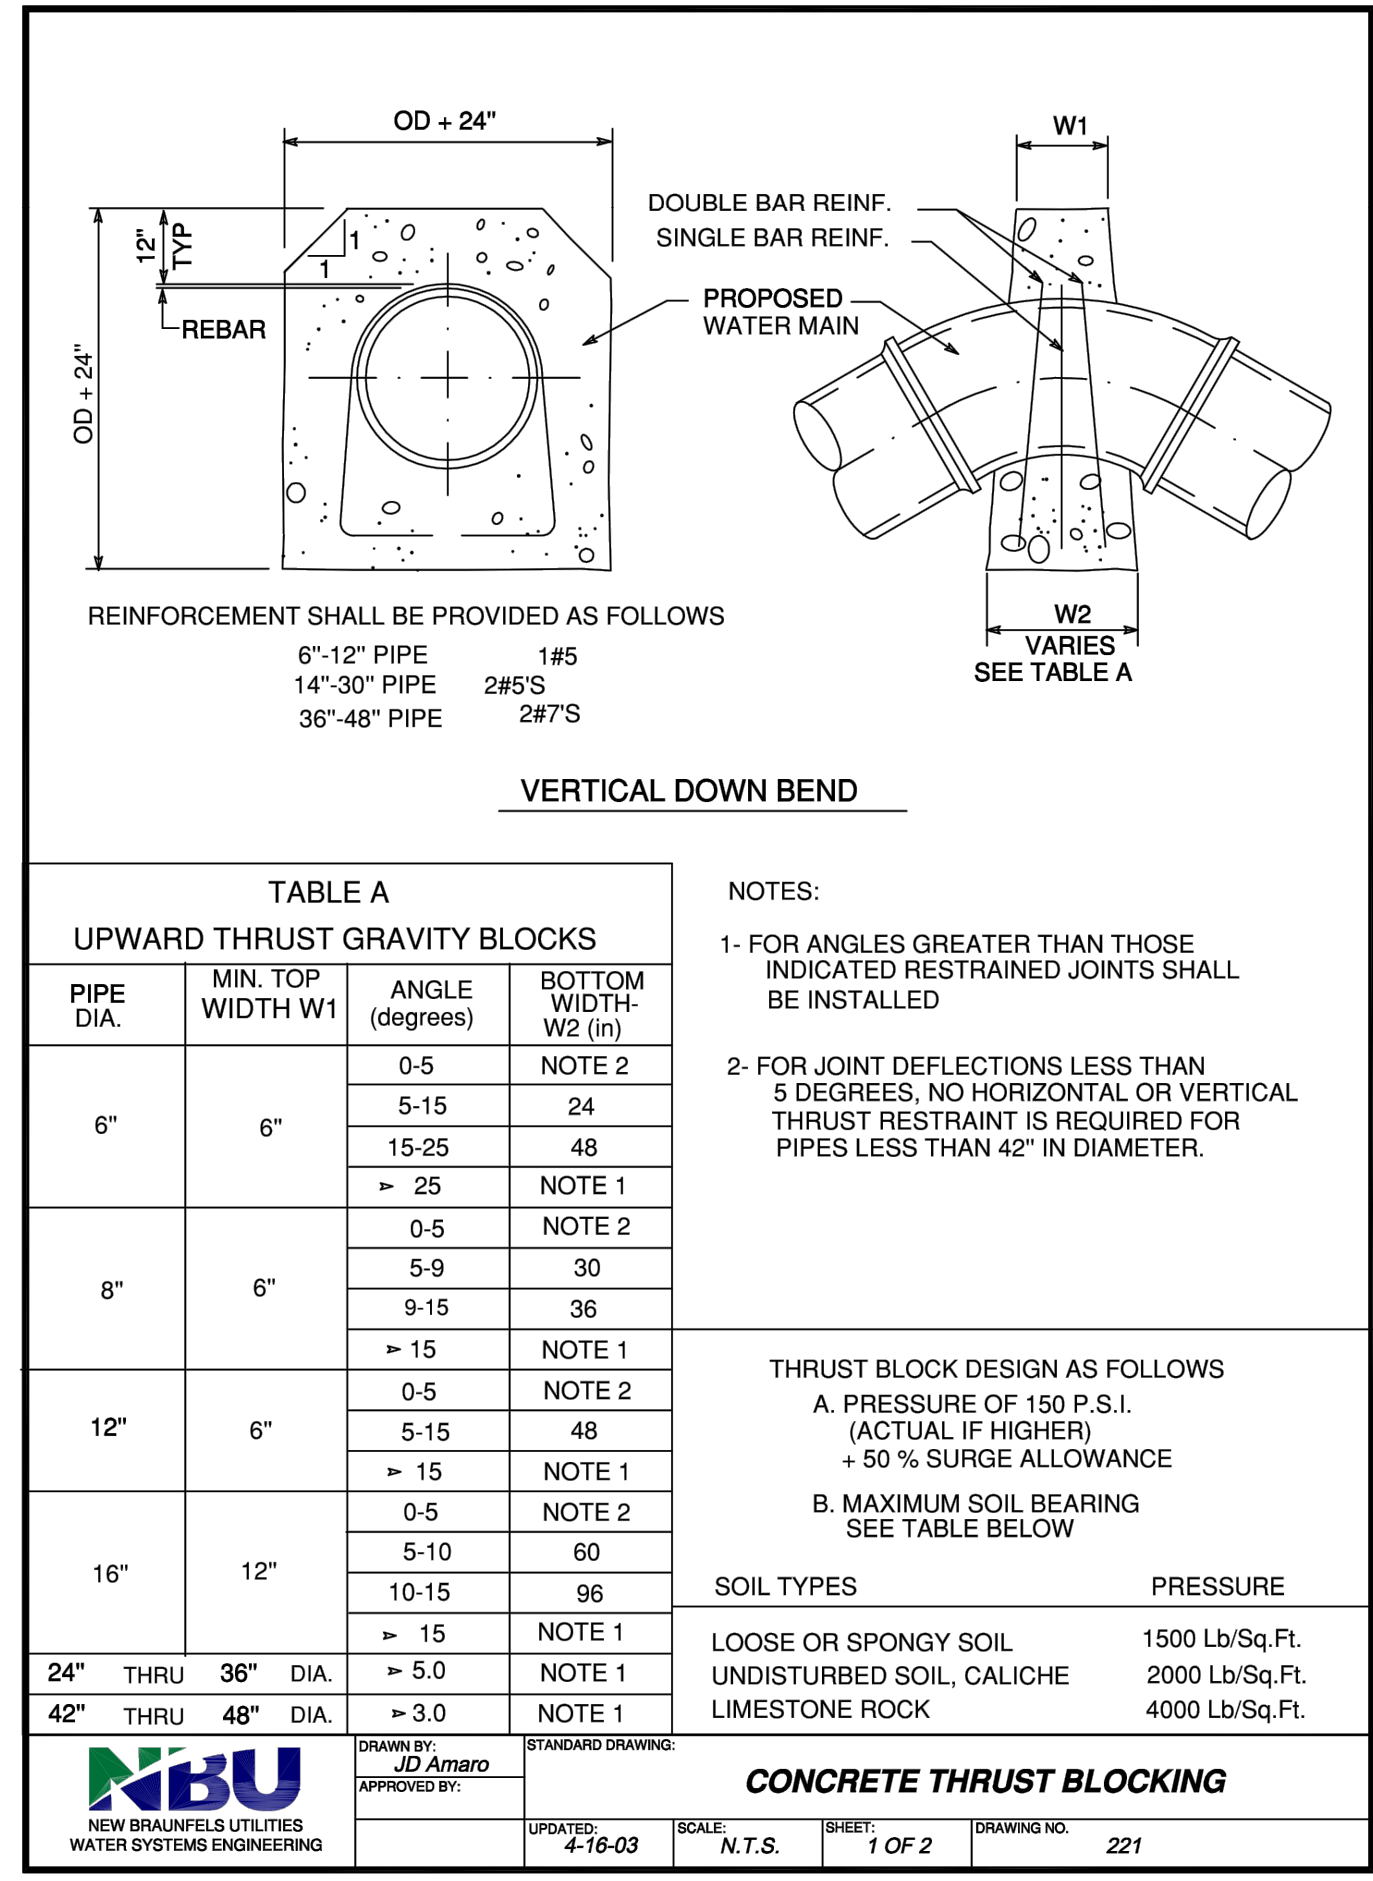 OD + 24"
W1
12"
TYP
1
1
REBAR
OD + 24"
DOUBLE BAR REINF.
SINGLE BAR REINF.
PROPOSED
WATER MAIN
W2
VARIES
SEE TABLE A
REINFORCEMENT SHALL BE PROVIDED AS FOLLOWS
6"-12" PIPE 1#5
14"-30" PIPE 2#5'S
36"-48" PIPE 2#7'S
VERTICAL DOWN BEND
TABLE A
UPWARD THRUST GRAVITY BLOCKS
PIPE
DIA.
MIN. TOP
WIDTH W1
ANGLE
(degrees)
BOTTOM
WIDTH-
W2 (in)
6" 6"
0-5 NOTE 2
5-15 24
15-25 48
> 25 NOTE 1
8" 6"
0-5 NOTE 2
5-9 30
9-15 36
> 15 NOTE 1
12" 6"
0-5 NOTE 2
5-15 48
> 15 NOTE 1
16" 12"
0-5 NOTE 2
5-10 60
10-15 96
> 15 NOTE 1
24" THRU 36" DIA. > 5.0 NOTE 1
42" THRU 48" DIA. > 3.0 NOTE 1
NOTES:
1- FOR ANGLES GREATER THAN THOSE
INDICATED RESTRAINED JOINTS SHALL
BE INSTALLED
2- FOR JOINT DEFLECTIONS LESS THAN
5 DEGREES, NO HORIZONTAL OR VERTICAL
THRUST RESTRAINT IS REQUIRED FOR
PIPES LESS THAN 42" IN DIAMETER.
THRUST BLOCK DESIGN AS FOLLOWS
A. PRESSURE OF 150 P.S.I.
(ACTUAL IF HIGHER)
+ 50 % SURGE ALLOWANCE
B. MAXIMUM SOIL BEARING
SEE TABLE BELOW
SOIL TYPES PRESSURE
LOOSE OR SPONGY SOIL 1500 Lb/Sq.Ft.
UNDISTURBED SOIL, CALICHE 2000 Lb/Sq.Ft.
LIMESTONE ROCK 4000 Lb/Sq.Ft.
NBU
NEW BRAUNFELS UTILITIES
WATER SYSTEMS ENGINEERING
DRAWN BY:
JD Amaro
APPROVED BY:
STANDARD DRAWING:
CONCRETE THRUST BLOCKING
UPDATED:
4-16-03
SCALE:
N.T.S.
SHEET:
1 OF 2
DRAWING NO.
221